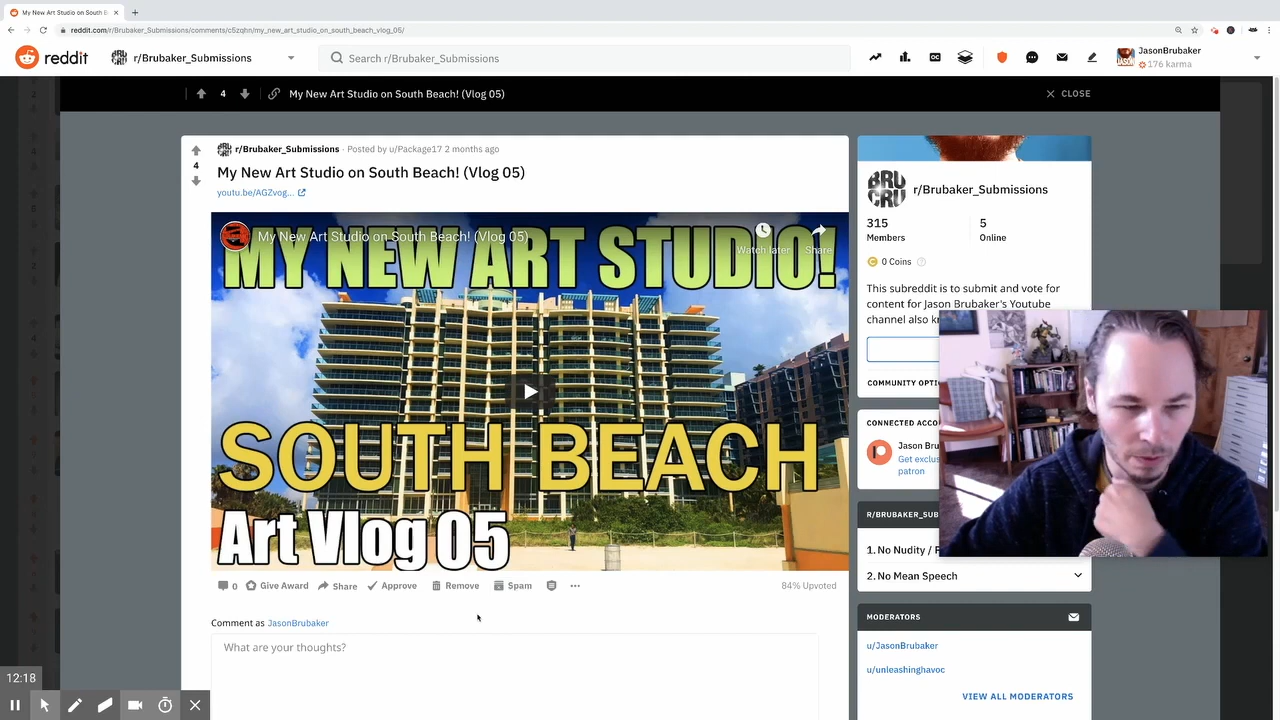 My New Art Studio on South B
reddit.com/r/Brubaker_Submissions/comments/c5zqhn/my_new_art_studio_on_south_beach_vlog_05/
reddit
r/Brubaker_Submissions
Search r/Brubaker_Submissions
JasonBrubaker
176 karma
4
My New Art Studio on South Beach! (Vlog 05)
CLOSE
r/Brubaker_Submissions · Posted by u/Package17 2 months ago
4
My New Art Studio on South Beach! (Vlog 05)
youtu.be/AGZvog...
My New Art Studio on South Beach! (Vlog 05)
Watch later
Share
MY NEW ART STUDIO!
SOUTH BEACH
Art Vlog 05
0
Give Award
Share
Approve
Remove
Spam
84% Upvoted
Comment as JasonBrubaker
What are your thoughts?
BRU
CRU
r/Brubaker_Submissions
315
Members
5
Online
0 Coins
This subreddit is to submit and vote for
content for Jason Brubaker's Youtube
channel also k
COMMUNITY OPTI
CONNECTED ACCO
Jason Bru
Get exclus
patron
R/BRUBAKER_SUB
1. No Nudity /
2. No Mean Speech
MODERATORS
u/JasonBrubaker
u/unleashinghavoc
VIEW ALL MODERATORS
12:18